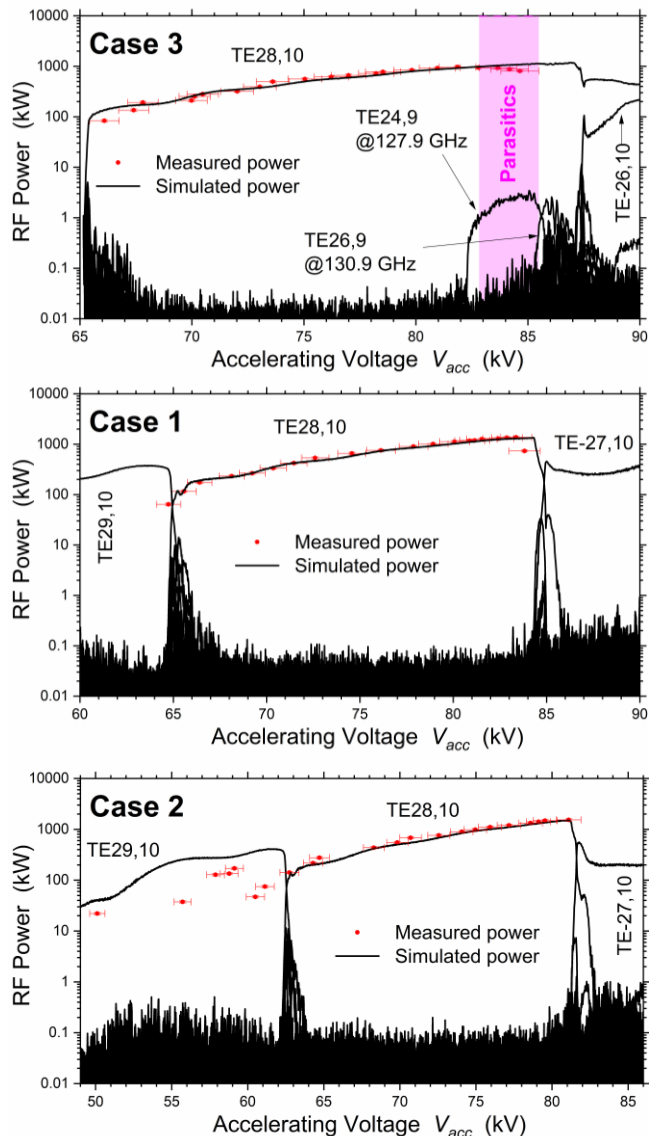 Case 3
TE28,10
10000
1000
100
10
1
0.1
0.01
RF Power (kW)
TE24,9
@127.9 GHz
Parasitics
Measured power
Simulated power
TE26,9
@130.9 GHz
TE-26,10
65 70 75 80 85 90
Accelerating Voltage Vacc (kV)
Case 1
TE28,10
TE-27,10
10000
1000
100
10
1
0.1
0.01
RF Power (kW)
TE29,10
Measured power
Simulated power
60 65 70 75 80 85 90
Accelerating Voltage Vacc (kV)
Case 2
TE28,10
TE29,10
10000
1000
100
10
1
0.1
0.01
RF Power (kW)
Measured power
Simulated power
TE-27,10
50 55 60 65 70 75 80 85
Accelerating Voltage Vacc (kV)